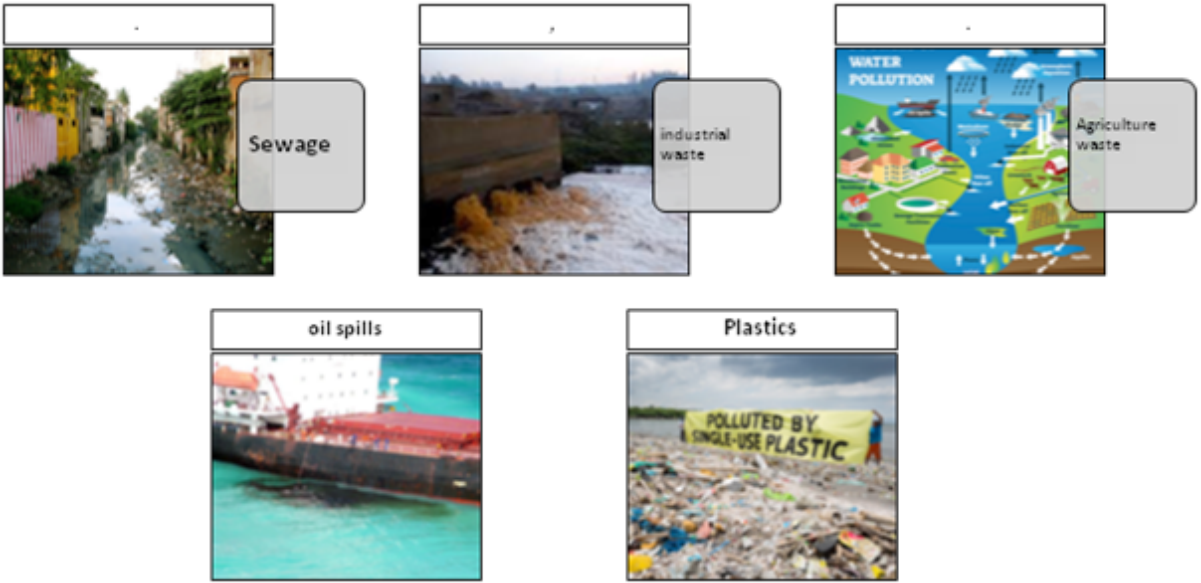 .
,
.
Sewage
industrial
waste
WATER
POLLUTION
Agriculture
waste
oil spills
Plastics
POLLUTED BY
SINGLE-USE PLASTIC